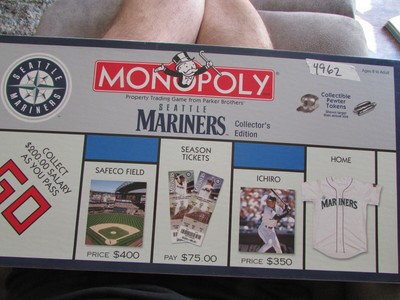 SEATTLE
MARINERS
MONOPOLY
Property Trading Game from Parker Brothers
SEATTLE
MARINERS
Collector's
Edition
4962
Collectible
Pewter
Tokens
COLLECT
$200.00 SALARY
AS YOU PASS
GO
SAFECO FIELD
PRICE $400
SEASON
TICKETS
PAY $75.00
ICHIRO
PRICE $350
HOME
MARINERS